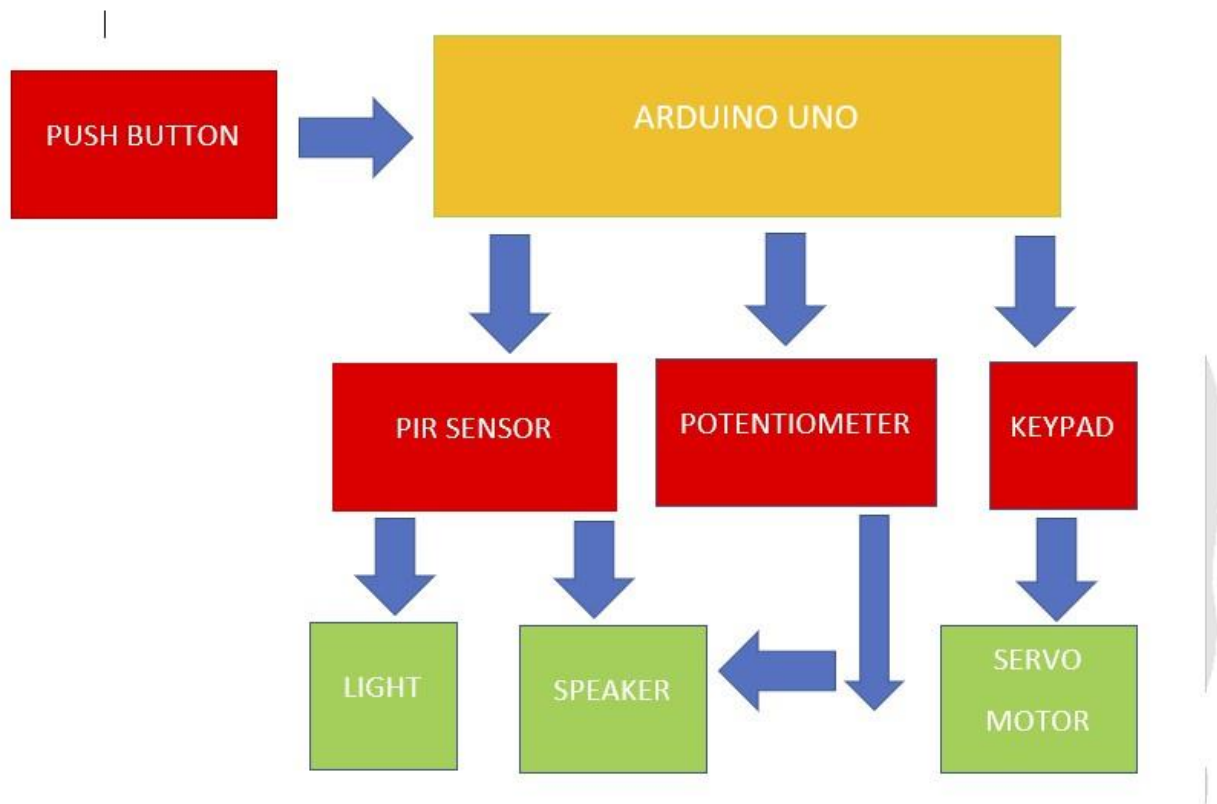 PUSH BUTTON
ARDUINO UNO
PIR SENSOR
POTENTIOMETER
KEYPAD
LIGHT
SPEAKER
SERVO
MOTOR